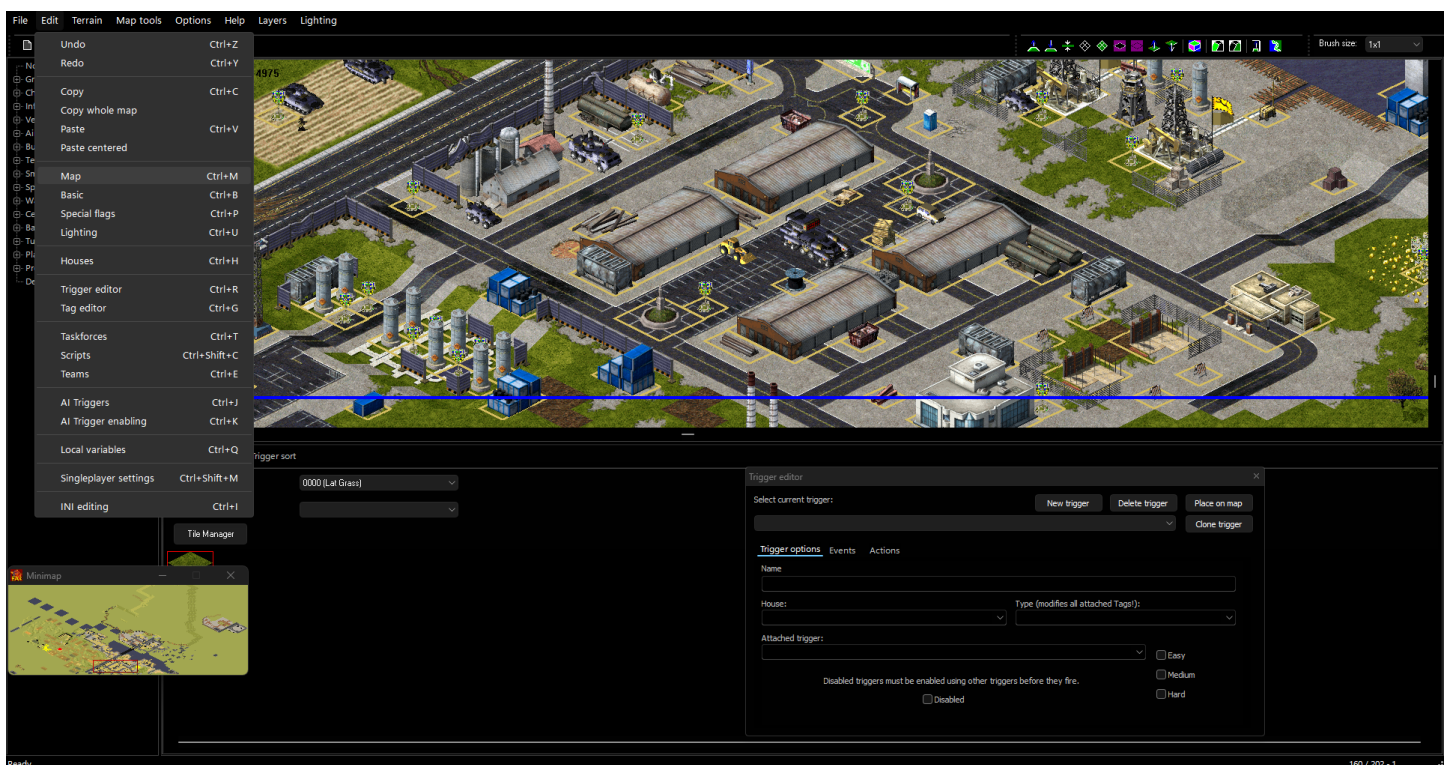 File Edit Terrain Map tools Options Help Layers Lighting
Undo Ctrl+Z
Redo Ctrl+Y
Copy Ctrl+C
Copy whole map
Paste Ctrl+V
Paste centered
Map Ctrl+M
Basic Ctrl+B
Special flags Ctrl+P
Lighting Ctrl+U
Houses Ctrl+H
Trigger editor Ctrl+R
Tag editor Ctrl+G
Taskforces Ctrl+T
Scripts Ctrl+Shift+C
Teams Ctrl+E
AI Triggers Ctrl+J
AI Trigger enabling Ctrl+K
Local variables Ctrl+Q
Singleplayer settings Ctrl+Shift+M
INI editing Ctrl+I
Brush size: 1x1
4975
Trigger sort
0000 (Lat Grass)
Tile Manager
Minimap
Trigger editor
Select current trigger:
New trigger Delete trigger Place on map
Clone trigger
Trigger options Events Actions
Name
House: Type (modifies all attached Tags!):
Attached trigger:
Easy
Medium
Hard
Disabled triggers must be enabled using other triggers before they fire.
Disabled
Ready
160 / 202 - 1